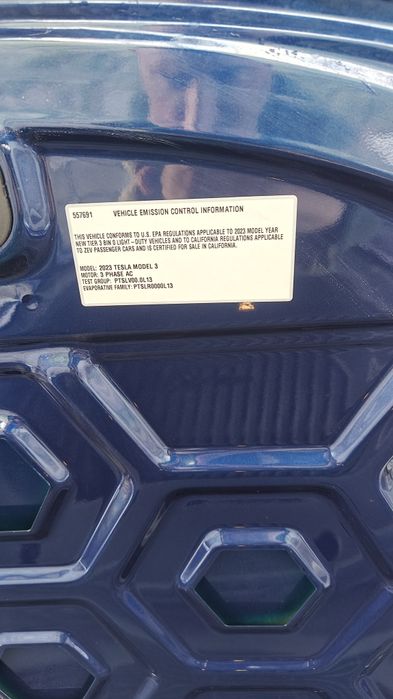 557691 VEHICLE EMISSION CONTROL INFORMATION
THIS VEHICLE CONFORMS TO U.S. EPA REGULATIONS APPLICABLE TO 2023 MODEL YEAR
NEW TIER 3 BIN 0 LIGHT-DUTY VEHICLES AND TO CALIFORNIA REGULATIONS APPLICABLE
TO ZEV PASSENGER CARS AND IS CERTIFIED FOR SALE IN CALIFORNIA.
MODEL: 2023 TESLA MODEL 3
MOTOR: 3 PHASE AC
TEST GROUP: PTSLV00.0L13
EVAPORATIVE FAMILY: PTSLR0000L13